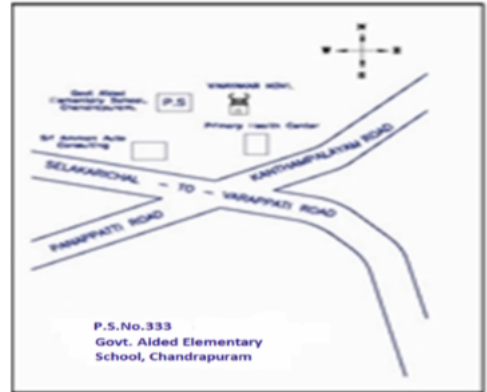 N
W E
S
Govt Aided
Elementary School,
Chandrapuram.
P.S
Primary Health Center
Sri Amman Auto
Consulting
KANTHAMPALAYAM ROAD
SELAKARICHAL - TO - VARAPPATI ROAD
PANAPPATTI ROAD
P.S.No.333
Govt. Aided Elementary
School, Chandrapuram